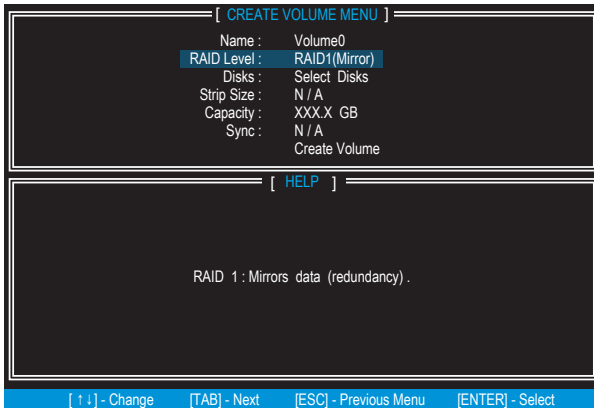 [ CREATE VOLUME MENU ]
Name : Volume0
RAID Level : RAID1(Mirror)
Disks : Select Disks
Strip Size : N / A
Capacity : XXX.X GB
Sync : N / A
Create Volume
[ HELP ]
RAID 1 : Mirrors data (redundancy) .
[ ↑↓] - Change [TAB] - Next [ESC] - Previous Menu [ENTER] - Select